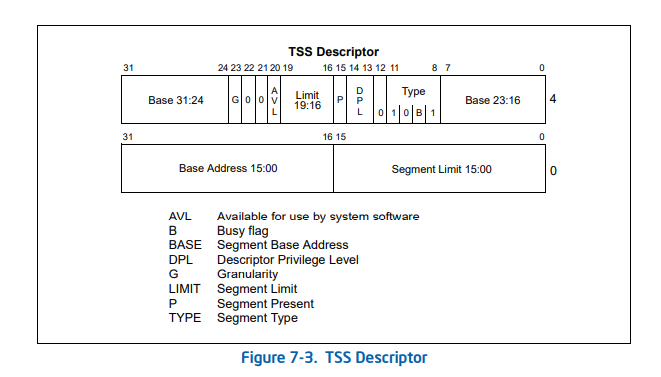 TSS Descriptor
31 24 23 22 21 20 19 16 15 14 13 12 11 8 7 0
Base 31:24 G 0 0 AVL Limit 19:16 P DPL 0 Type 1 0 B 1 Base 23:16 4
31 16 15 0
Base Address 15:00 Segment Limit 15:00 0
AVL Available for use by system software
B Busy flag
BASE Segment Base Address
DPL Descriptor Privilege Level
G Granularity
LIMIT Segment Limit
P Segment Present
TYPE Segment Type
Figure 7-3. TSS Descriptor